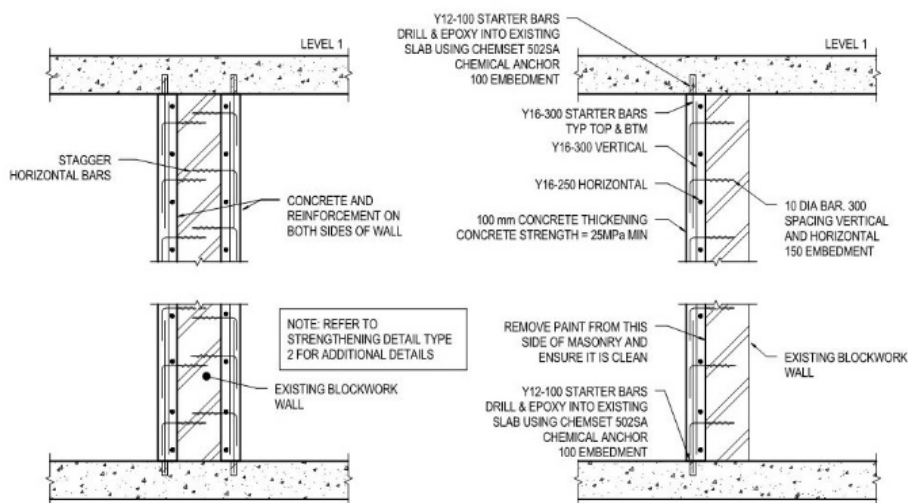 LEVEL 1
STAGGER
HORIZONTAL BARS
CONCRETE AND
REINFORCEMENT ON
BOTH SIDES OF WALL
NOTE: REFER TO
STRENGTHENING DETAIL TYPE
2 FOR ADDITIONAL DETAILS
EXISTING BLOCKWORK
WALL
Y12-100 STARTER BARS
DRILL & EPOXY INTO EXISTING
SLAB USING CHEMSET 502SA
CHEMICAL ANCHOR
100 EMBEDMENT
LEVEL 1
Y16-300 STARTER BARS
TYP TOP & BTM
Y16-300 VERTICAL
Y16-250 HORIZONTAL
100 mm CONCRETE THICKENING
CONCRETE STRENGTH = 25MPa MIN
10 DIA BAR. 300
SPACING VERTICAL
AND HORIZONTAL
150 EMBEDMENT
REMOVE PAINT FROM THIS
SIDE OF MASONRY AND
ENSURE IT IS CLEAN
EXISTING BLOCKWORK
WALL
Y12-100 STARTER BARS
DRILL & EPOXY INTO EXISTING
SLAB USING CHEMSET 502SA
CHEMICAL ANCHOR
100 EMBEDMENT